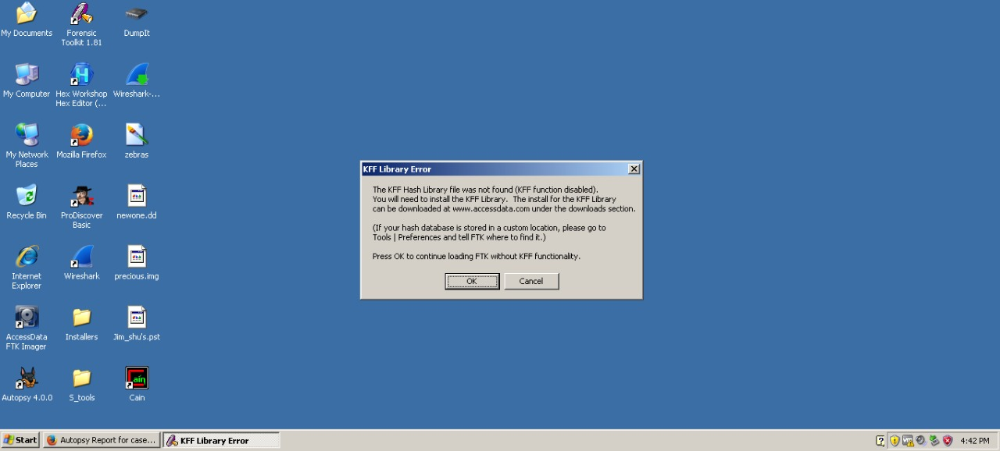 My Documents
Forensic
Toolkit 1.81
DumpIt
My Computer
Hex Workshop
Hex Editor (...
Wireshark-...
My Network
Places
Mozilla Firefox
zebras
Recycle Bin
ProDiscover
Basic
newone.dd
Internet
Explorer
Wireshark
precious.img
AccessData
FTK Imager
Installers
Jim_shu's.pst
Autopsy 4.0.0
S_tools
Cain
KFF Library Error
The KFF Hash Library file was not found (KFF function disabled).
You will need to install the KFF Library.  The install for the KFF Library
can be downloaded at www.accessdata.com under the downloads section.
(If your hash database is stored in a custom location, please go to
Tools | Preferences and tell FTK where to find it.)
Press OK to continue loading FTK without KFF functionality.
OK
Cancel
Start
Autopsy Report for case...
KFF Library Error
4:42 PM